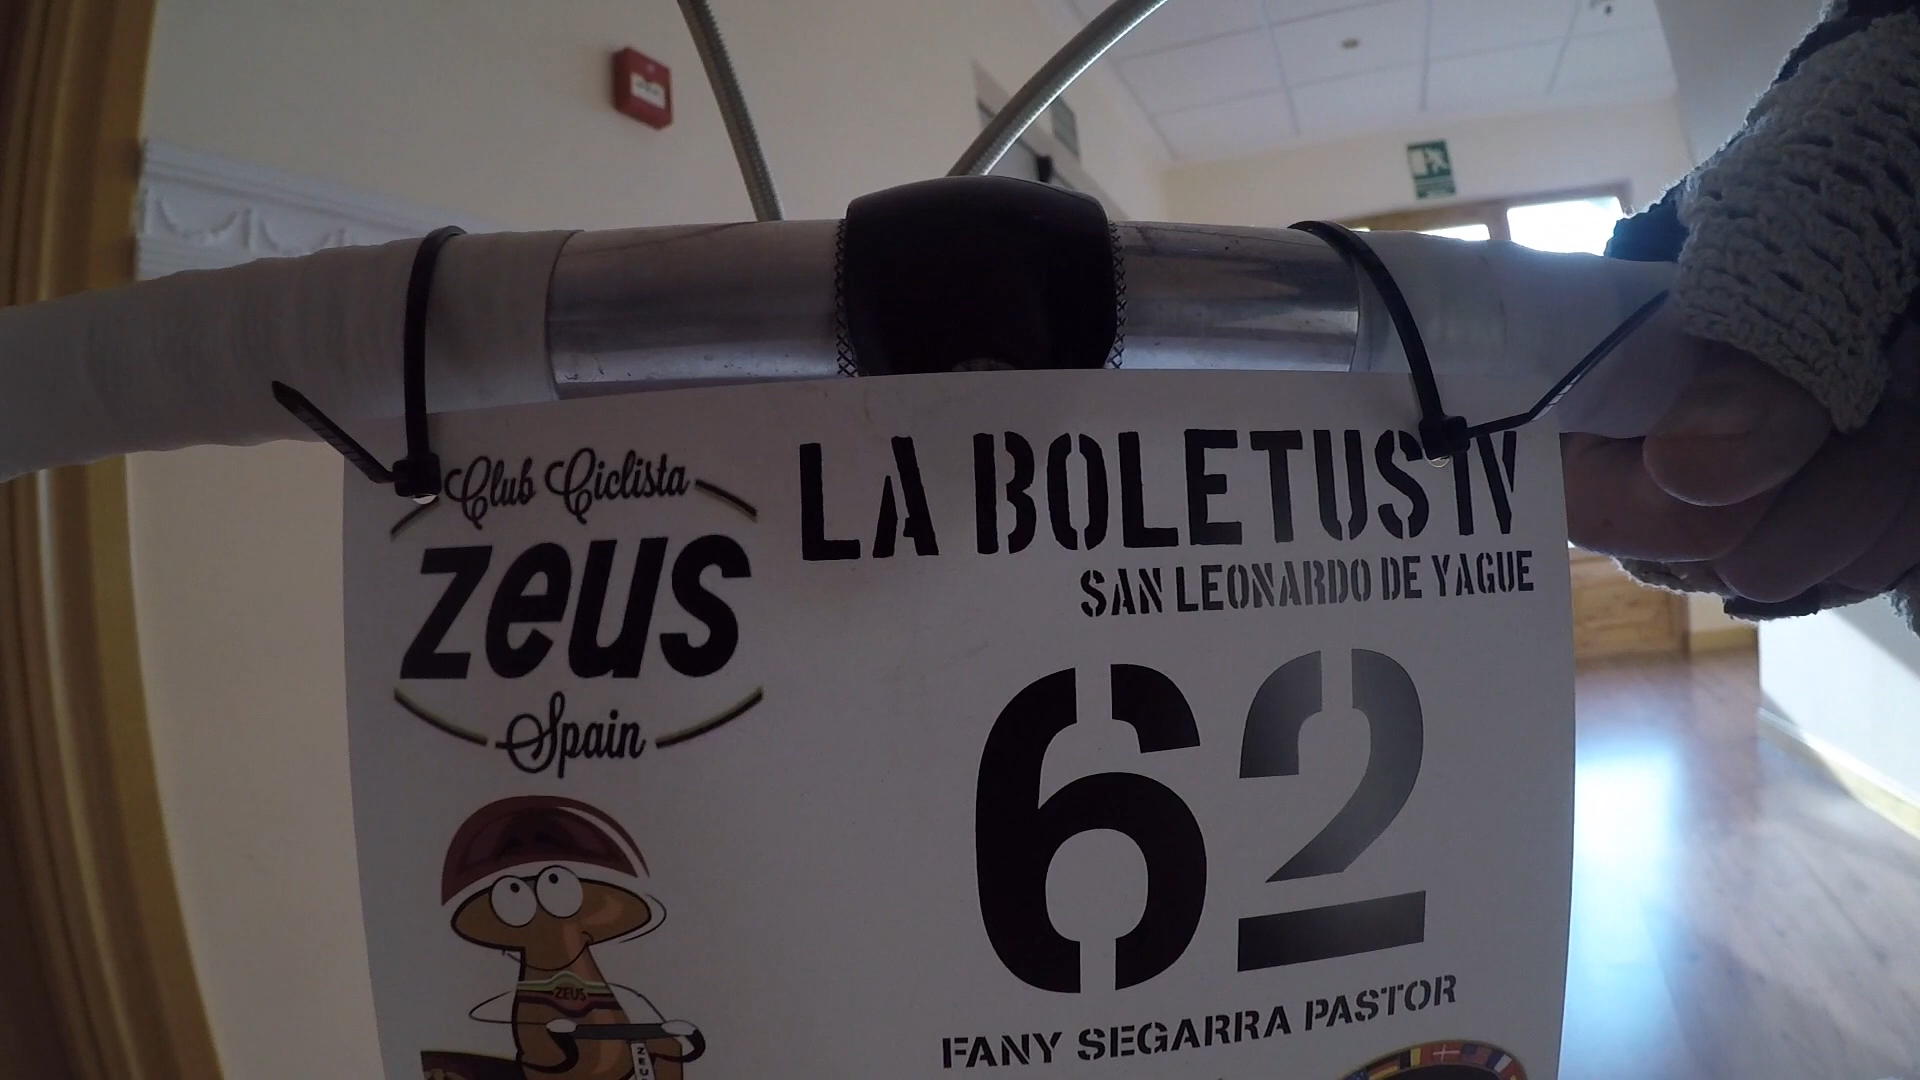 Club Ciclista
zeus
Spain
LA BOLETUS IV
SAN LEONARDO DE YAGUE
62
FANY SEGARRA PASTOR
ZEUS